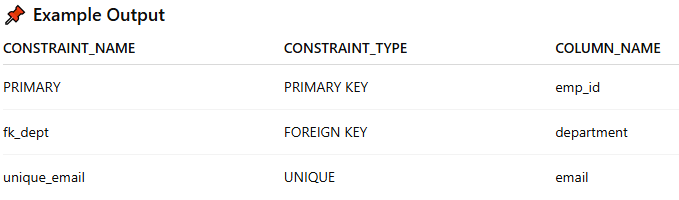 📌 Example Output
CONSTRAINT_NAME CONSTRAINT_TYPE COLUMN_NAME
PRIMARY PRIMARY KEY emp_id
fk_dept FOREIGN KEY department
unique_email UNIQUE email